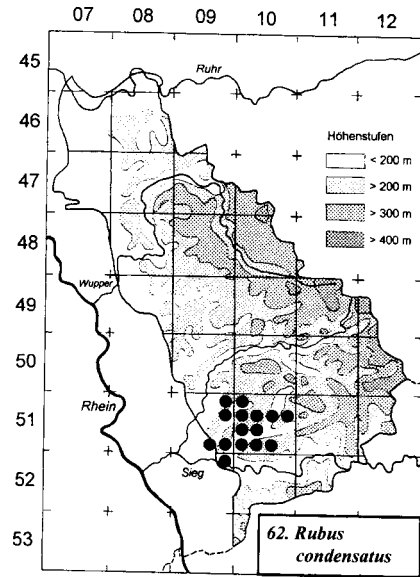 07 08 09 10 11 12
45
46
47
48
49
50
51
52
53
Ruhr
Höhenstufen
< 200 m
> 200 m
> 300 m
> 400 m
Wupper
Rhein
Sieg
62. Rubus
condensatus